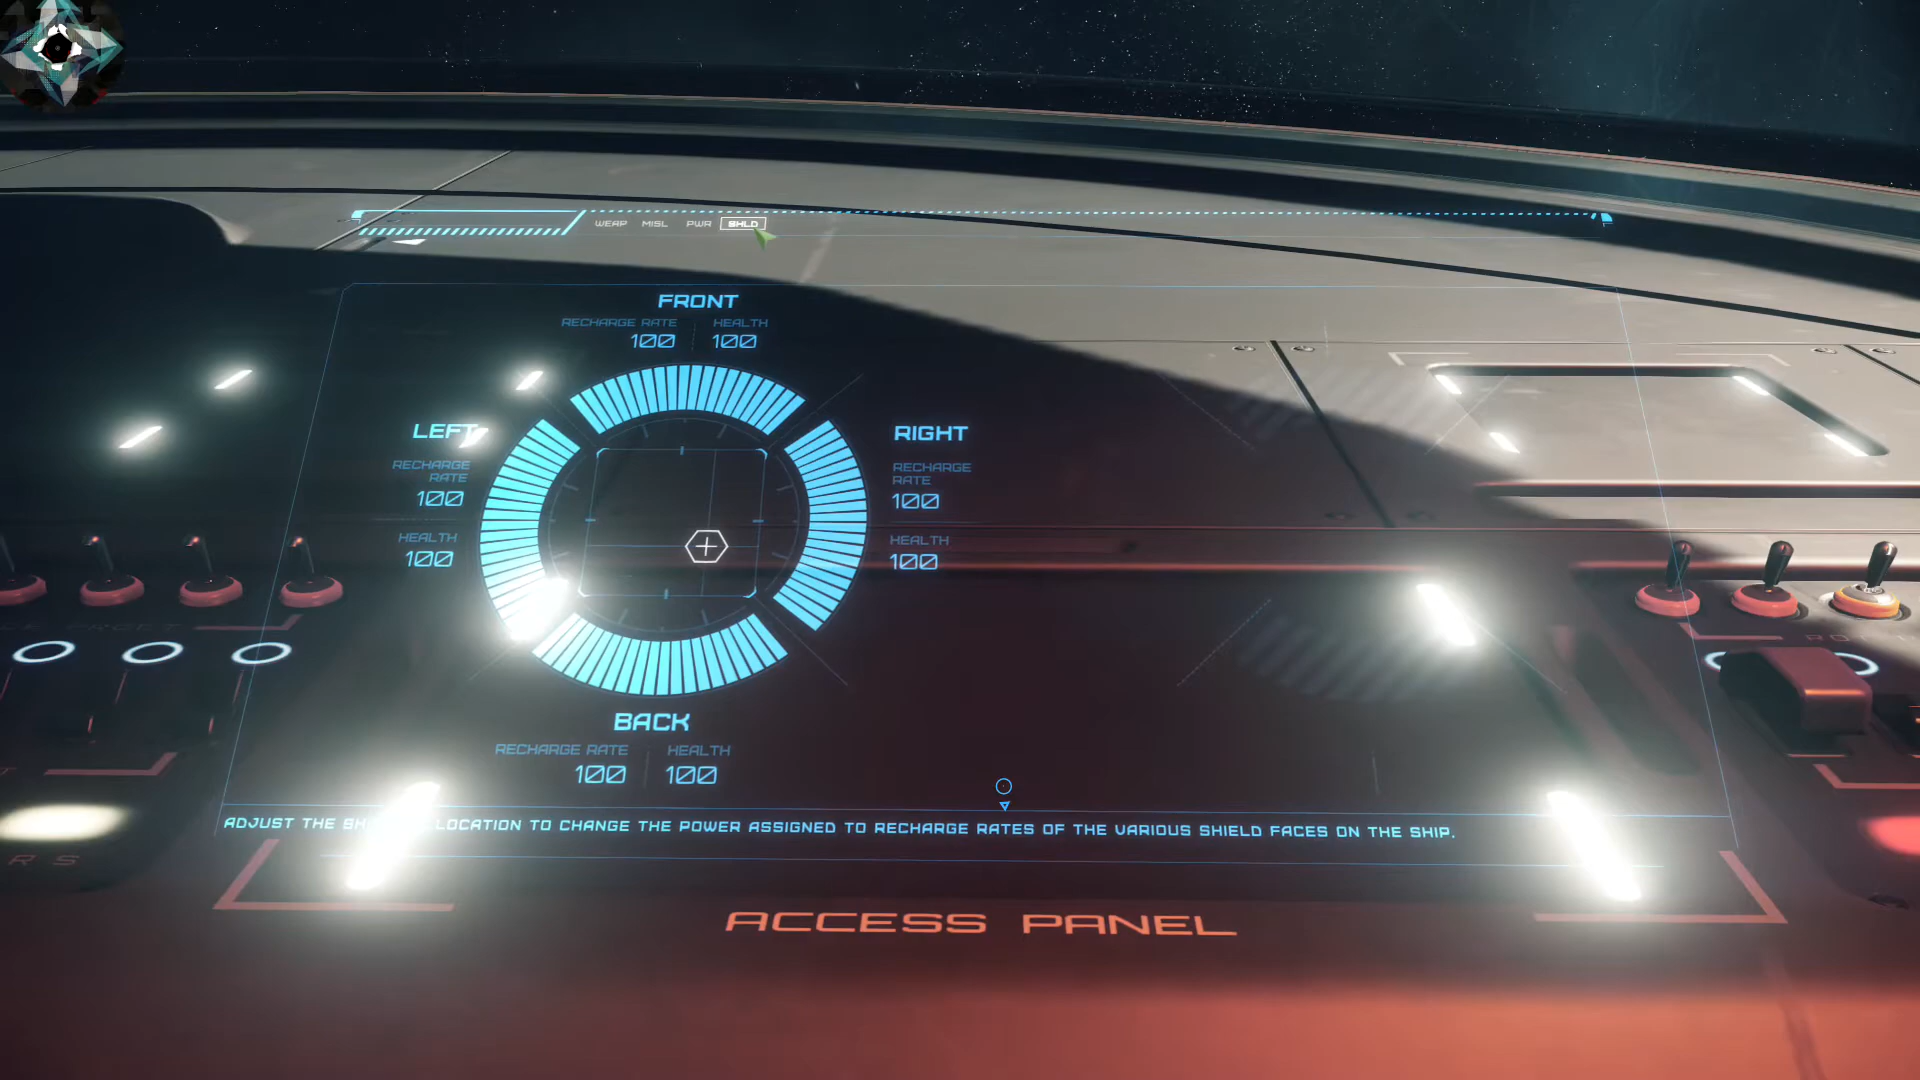 WEAP MISL PWR SHLD
FRONT
RECHARGE RATE HEALTH
100 100
LEFT
RECHARGE
RATE
100
HEALTH
100
RIGHT
RECHARGE
RATE
100
HEALTH
100
BACK
RECHARGE RATE HEALTH
100 100
ADJUST THE LOCATION TO CHANGE THE POWER ASSIGNED TO RECHARGE RATES OF THE VARIOUS SHIELD FACES ON THE SHIP.
ACCESS PANEL